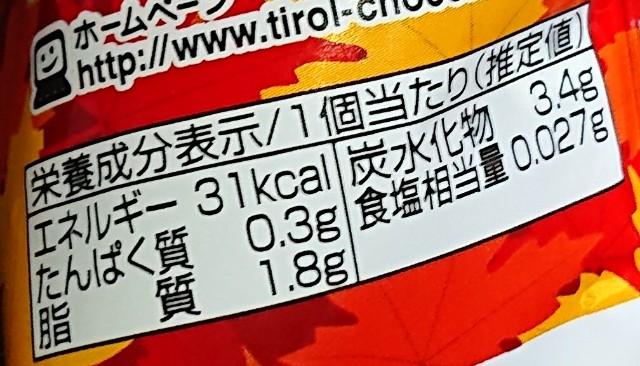 ホームページ
http://www.tirol-choco
栄養成分表示/1個当たり(推定値)
エネルギー 31kcal
たんぱく質 0.3g
脂質 1.8g
炭水化物 3.4g
食塩相当量 0.027g